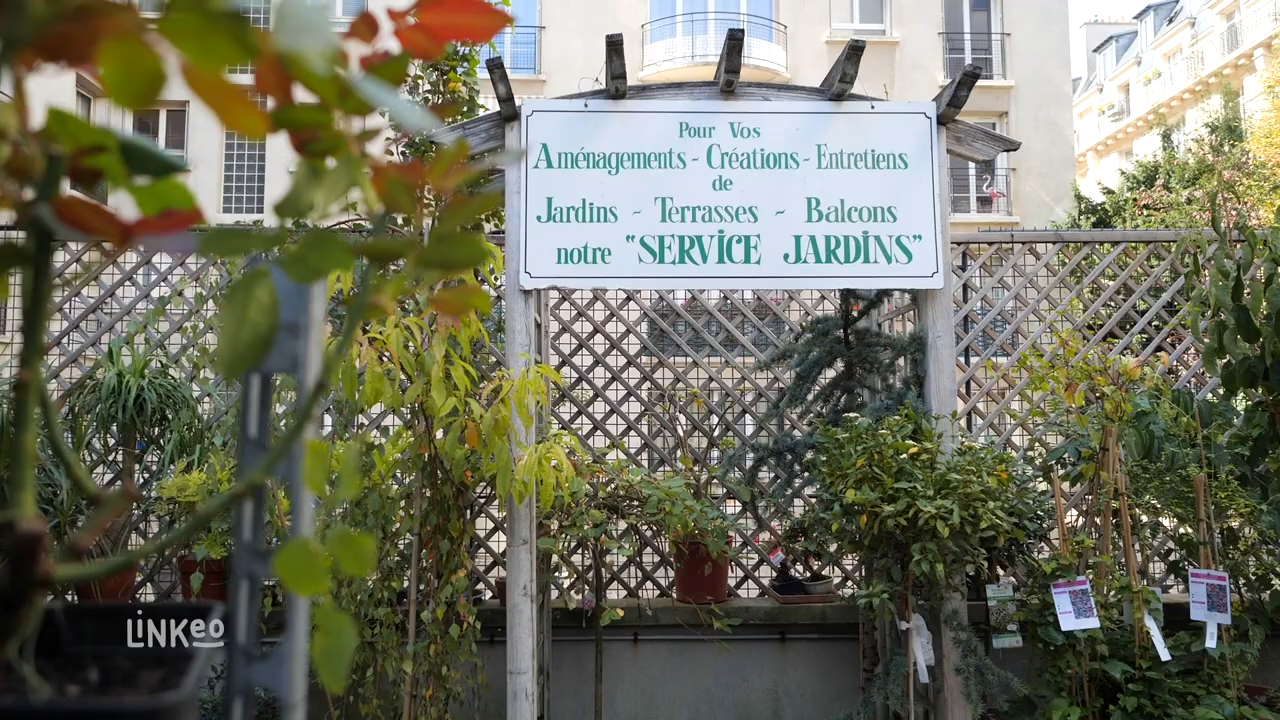 Pour Vos
Aménagements - Créations - Entretiens
de
Jardins ~ Terrasses ~ Balcons
notre "SERVICE JARDINS"
LINKeo